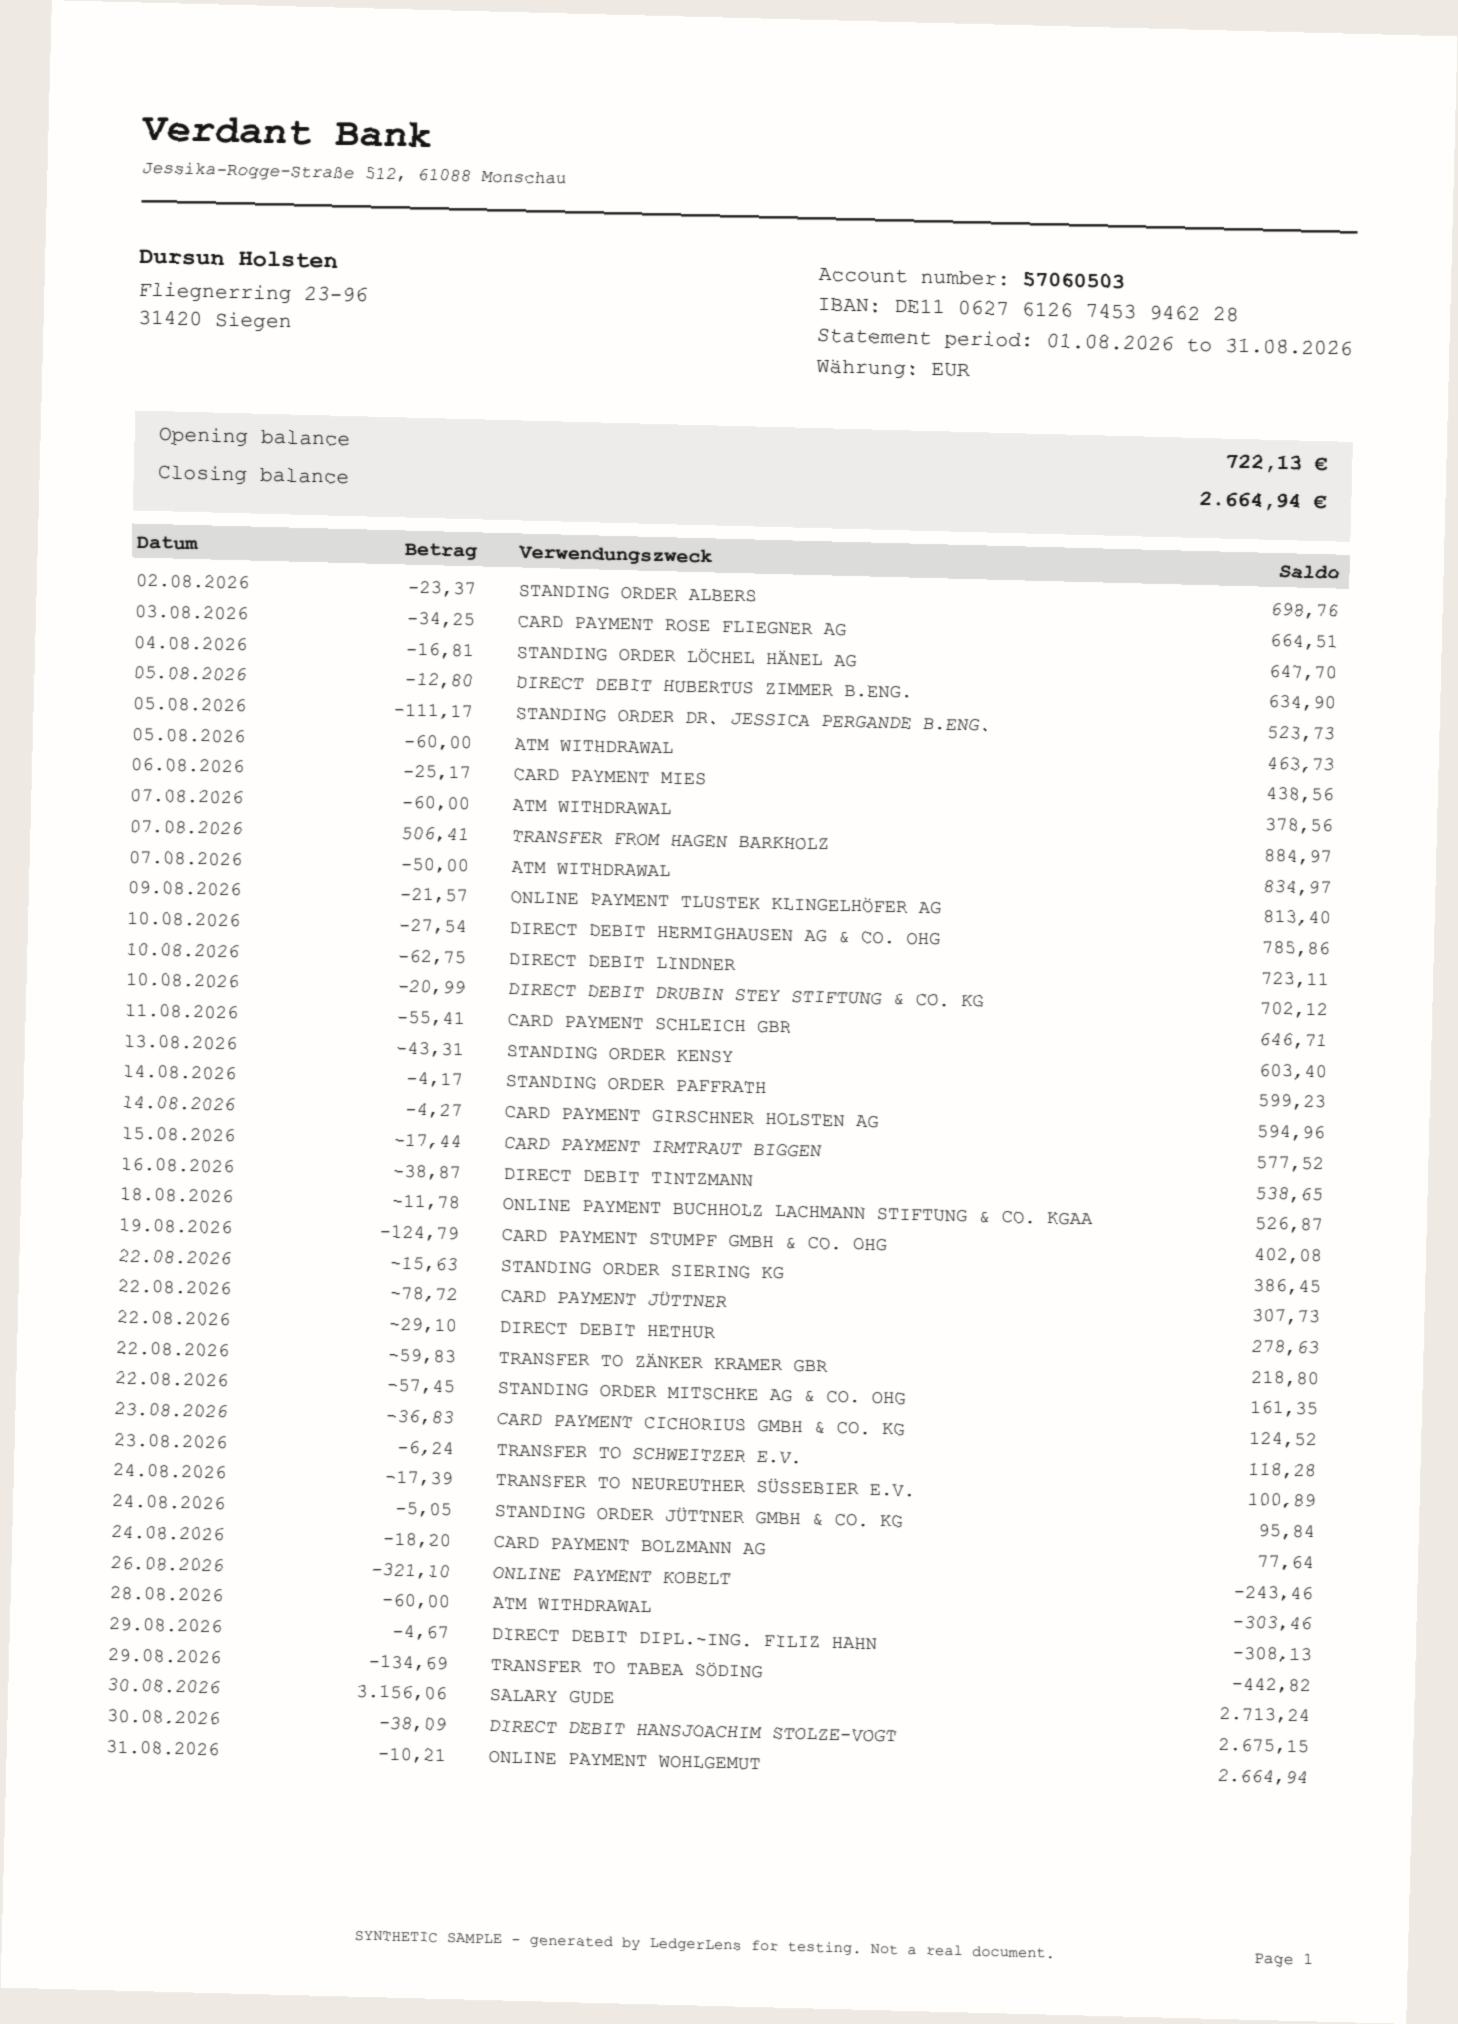 Verdant Bank
Jessika-Rogge-Straße 512, 61088 Monschau
Dursun Holsten
Fliegnerring 23-96
31420 Siegen
Account number: 57060503
IBAN: DE11 0627 6126 7453 9462 28
Statement period: 01.08.2026 to 31.08.2026
Währung: EUR
Opening balance 722,13 €
Closing balance 2.664,94 €
Datum Betrag Verwendungszweck Saldo
02.08.2026 -23,37 STANDING ORDER ALBERS 698,76
03.08.2026 -34,25 CARD PAYMENT ROSE FLIEGNER AG 664,51
04.08.2026 -16,81 STANDING ORDER LÖCHEL HÄNEL AG 647,70
05.08.2026 -12,80 DIRECT DEBIT HUBERTUS ZIMMER B.ENG. 634,90
05.08.2026 -111,17 STANDING ORDER DR. JESSICA PERGANDE B.ENG. 523,73
05.08.2026 -60,00 ATM WITHDRAWAL 463,73
06.08.2026 -25,17 CARD PAYMENT MIES 438,56
07.08.2026 -60,00 ATM WITHDRAWAL 378,56
07.08.2026 506,41 TRANSFER FROM HAGEN BARKHOLZ 884,97
07.08.2026 -50,00 ATM WITHDRAWAL 834,97
09.08.2026 -21,57 ONLINE PAYMENT TLUSTEK KLINGELHÖFER AG 813,40
10.08.2026 -27,54 DIRECT DEBIT HERMIGHAUSEN AG & CO. OHG 785,86
10.08.2026 -62,75 DIRECT DEBIT LINDNER 723,11
10.08.2026 -20,99 DIRECT DEBIT DRUBIN STEY STIFTUNG & CO. KG 702,12
11.08.2026 -55,41 CARD PAYMENT SCHLEICH GBR 646,71
13.08.2026 -43,31 STANDING ORDER KENSY 603,40
14.08.2026 -4,17 STANDING ORDER PAFFRATH 599,23
14.08.2026 -4,27 CARD PAYMENT GIRSCHNER HOLSTEN AG 594,96
15.08.2026 -17,44 CARD PAYMENT IRMTRAUT BIGGEN 577,52
16.08.2026 -38,87 DIRECT DEBIT TINTZMANN 538,65
18.08.2026 -11,78 ONLINE PAYMENT BUCHHOLZ LACHMANN STIFTUNG & CO. KGAA 526,87
19.08.2026 -124,79 CARD PAYMENT STUMPF GMBH & CO. OHG 402,08
22.08.2026 -15,63 STANDING ORDER SIERING KG 386,45
22.08.2026 -78,72 CARD PAYMENT JÜTTNER 307,73
22.08.2026 -29,10 DIRECT DEBIT HETHUR 278,63
22.08.2026 -59,83 TRANSFER TO ZÄNKER KRAMER GBR 218,80
22.08.2026 -57,45 STANDING ORDER MITSCHKE AG & CO. OHG 161,35
23.08.2026 -36,83 CARD PAYMENT CICHORIUS GMBH & CO. KG 124,52
23.08.2026 -6,24 TRANSFER TO SCHWEITZER E.V. 118,28
24.08.2026 -17,39 TRANSFER TO NEUREUTHER SÜSSEBIER E.V. 100,89
24.08.2026 -5,05 STANDING ORDER JÜTTNER GMBH & CO. KG 95,84
24.08.2026 -18,20 CARD PAYMENT BOLZMANN AG 77,64
26.08.2026 -321,10 ONLINE PAYMENT KOBELT -243,46
28.08.2026 -60,00 ATM WITHDRAWAL -303,46
29.08.2026 -4,67 DIRECT DEBIT DIPL.-ING. FILIZ HAHN -308,13
29.08.2026 -134,69 TRANSFER TO TABEA SÖDING -442,82
30.08.2026 3.156,06 SALARY GUDE 2.713,24
30.08.2026 -38,09 DIRECT DEBIT HANSJOACHIM STOLZE-VOGT 2.675,15
31.08.2026 -10,21 ONLINE PAYMENT WOHLGEMUT 2.664,94
SYNTHETIC SAMPLE - generated by LedgerLens for testing. Not a real document.
Page 1